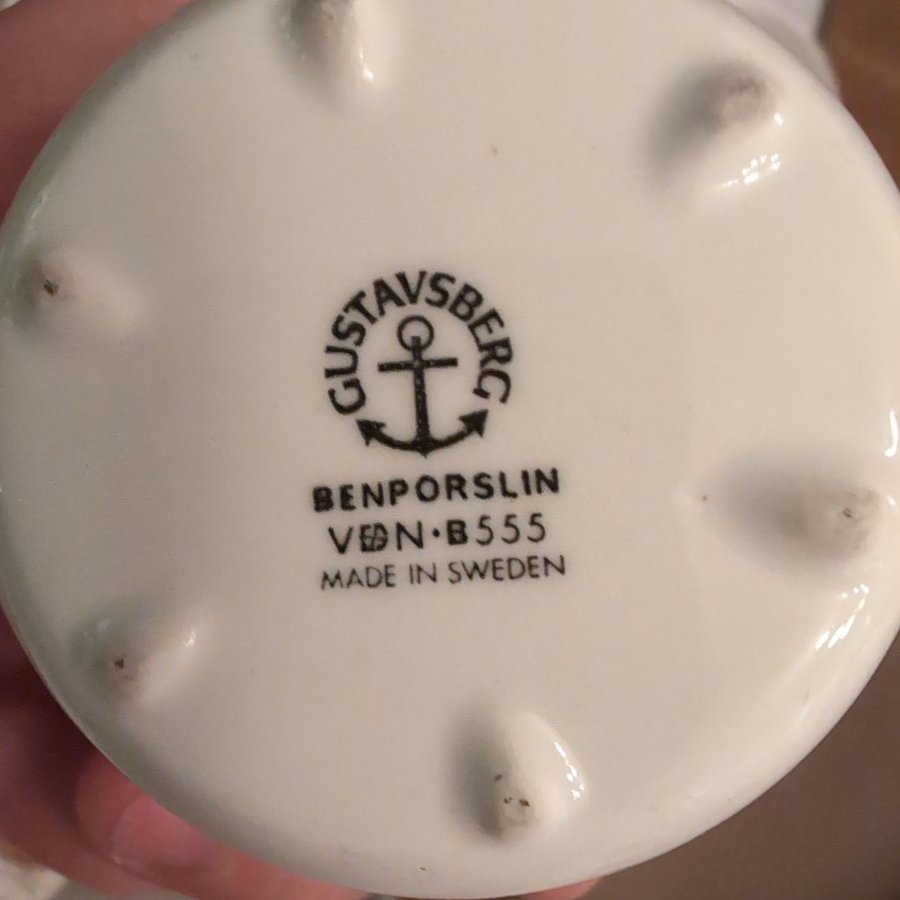 GUSTAVSBERG
BENPORSLIN
VDN·B555
MADE IN SWEDEN